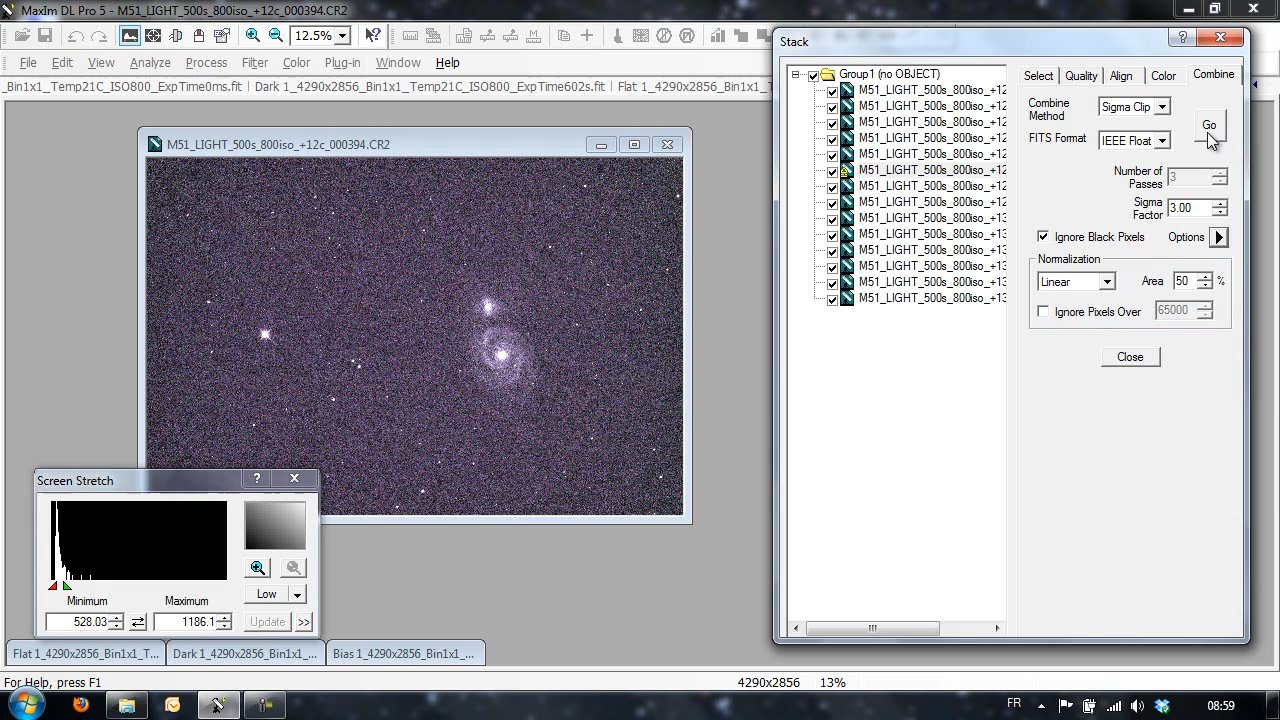 MaxIm DL Pro 5 - M51_LIGHT_500s_800iso_+12c_000394.CR2
12.5%
File Edit View Analyze Process Filter Color Plug-in Window Help
_Bin1x1_Temp21C_ISO800_ExpTime0ms.fit Dark 1_4290x2856_Bin1x1_Temp21C_ISO800_ExpTime602s.fit Flat 1_4290x2856_Bin1x1_T
M51_LIGHT_500s_800iso_+12c_000394.CR2
Stack
Group1 (no OBJECT)
M51_LIGHT_500s_800iso_+12
M51_LIGHT_500s_800iso_+12
M51_LIGHT_500s_800iso_+12
M51_LIGHT_500s_800iso_+12
M51_LIGHT_500s_800iso_+12
M51_LIGHT_500s_800iso_+12
M51_LIGHT_500s_800iso_+12
M51_LIGHT_500s_800iso_+12
M51_LIGHT_500s_800iso_+13
M51_LIGHT_500s_800iso_+13
M51_LIGHT_500s_800iso_+13
M51_LIGHT_500s_800iso_+13
M51_LIGHT_500s_800iso_+13
M51_LIGHT_500s_800iso_+13
Select Quality Align Color Combine
Combine
Method
Sigma Clip
Go
FITS Format IEEE Float
Number of
Passes
3
Sigma
Factor
3.00
Ignore Black Pixels Options
Normalization
Linear Area 50 %
Ignore Pixels Over 65000
Close
Screen Stretch
Low
Minimum Maximum
528.03 1186.1 Update >>
Flat 1_4290x2856_Bin1x1_T... Dark 1_4290x2856_Bin1x1_... Bias 1_4290x2856_Bin1x1_...
For Help, press F1 4290x2856 13%
FR 08:59